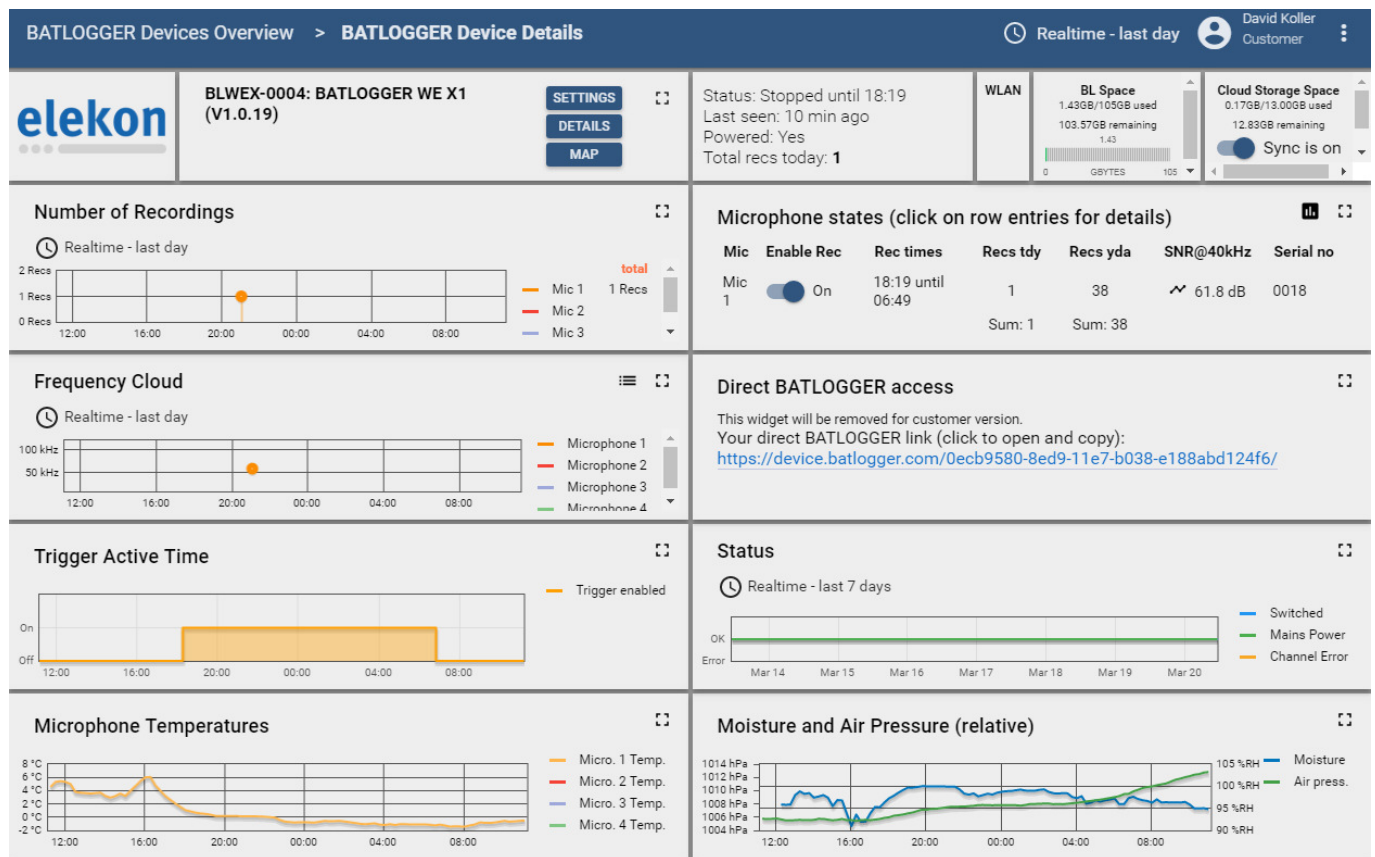 BATLOGGER Devices Overview > BATLOGGER Device Details
Realtime - last day
David Koller
Customer
elekon
BLWEX-0004: BATLOGGER WE X1
(V1.0.19)
SETTINGS
DETAILS
MAP
Status: Stopped until 18:19
Last seen: 10 min ago
Powered: Yes
Total recs today: 1
WLAN
BL Space
1.43GB/105GB used
103.57GB remaining
1.43
0 GBYTES 105
Cloud Storage Space
0.17GB/13.00GB used
12.83GB remaining
Sync is on
Number of Recordings
Realtime - last day
2 Recs
1 Recs
0 Recs
12:00 16:00 20:00 00:00 04:00 08:00
total
Mic 1 1 Recs
Mic 2
Mic 3
Microphone states (click on row entries for details)
Mic Enable Rec Rec times Recs tdy Recs yda SNR@40kHz Serial no
Mic 1 On 18:19 until 06:49 1 38 61.8 dB 0018
Sum: 1 Sum: 38
Frequency Cloud
Realtime - last day
100 kHz
50 kHz
12:00 16:00 20:00 00:00 04:00 08:00
Microphone 1
Microphone 2
Microphone 3
Microphone 4
Direct BATLOGGER access
This widget will be removed for customer version.
Your direct BATLOGGER link (click to open and copy):
https://device.batlogger.com/0ecb9580-8ed9-11e7-b038-e188abd124f6/
Trigger Active Time
Trigger enabled
On
Off
12:00 16:00 20:00 00:00 04:00 08:00
Status
Realtime - last 7 days
OK
Error
Mar 14 Mar 15 Mar 16 Mar 17 Mar 18 Mar 19 Mar 20
Switched
Mains Power
Channel Error
Microphone Temperatures
8 °C
6 °C
4 °C
2 °C
0 °C
-2 °C
12:00 16:00 20:00 00:00 04:00 08:00
Micro. 1 Temp.
Micro. 2 Temp.
Micro. 3 Temp.
Micro. 4 Temp.
Moisture and Air Pressure (relative)
1014 hPa
1012 hPa
1010 hPa
1008 hPa
1006 hPa
1004 hPa
12:00 16:00 20:00 00:00 04:00 08:00
105 %RH
100 %RH
95 %RH
90 %RH
Moisture
Air press.